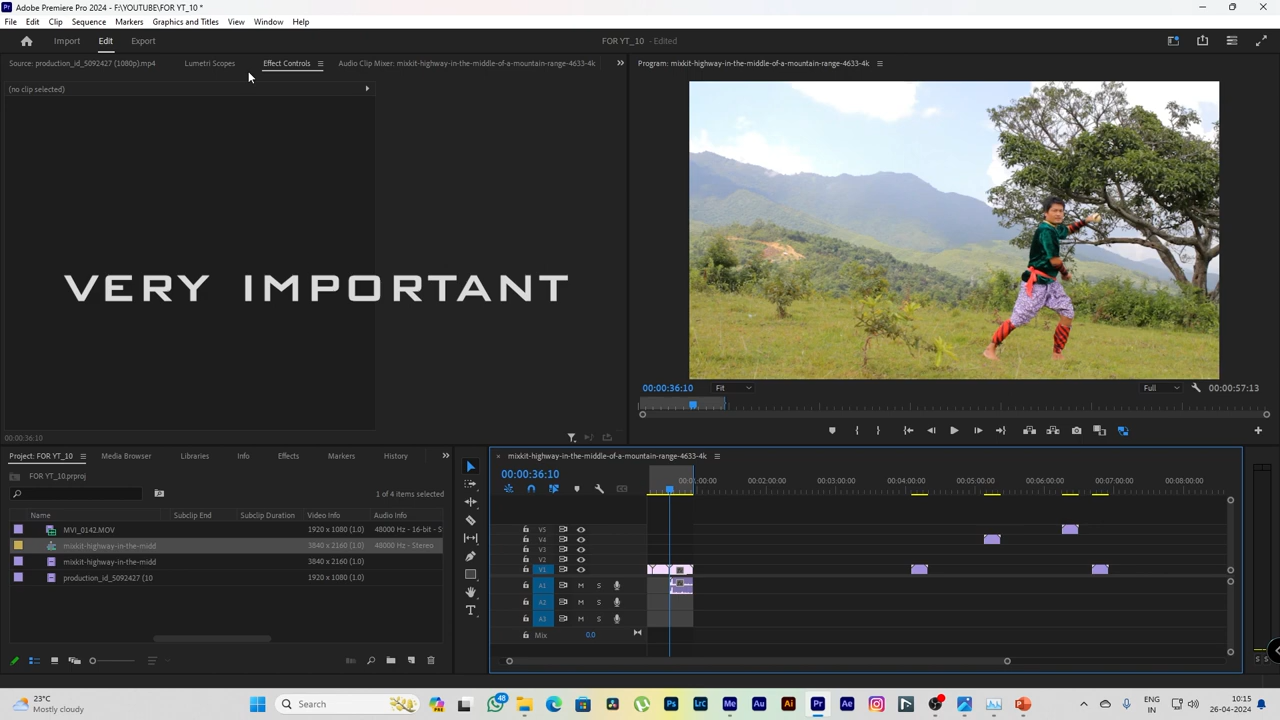 Adobe Premiere Pro 2024 - F:\YOUTUBE\FOR YT_10 *
File Edit Clip Sequence Markers Graphics and Titles View Window Help
Import Edit Export FOR YT_10 - Edited
Source: production_id_5092427 (1080p).mp4 Lumetri Scopes Effect Controls Audio Clip Mixer: mixkit-highway-in-the-middle-of-a-mountain-range-4633-4k Program: mixkit-highway-in-the-middle-of-a-mountain-range-4633-4k
(no clip selected)
VERY IMPORTANT
00:00:36:10 Fit Full 00:00:57:13
00:00:36:10
Project: FOR YT_10 Media Browser Libraries Info Effects Markers History
mixkit-highway-in-the-middle-of-a-mountain-range-4633-4k
FOR YT_10.prproj
00:00:36:10
1 of 4 items selected
:00:00 00:01:00:00 00:02:00:00 00:03:00:00 00:04:00:00 00:05:00:00 00:06:00:00 00:07:00:00 00:08:00:00
Name Subclip End Subclip Duration Video Info Audio Info
MVI_0142.MOV 1920 x 1080 (1.0) 48000 Hz - 16-bit - S
mixkit-highway-in-the-midd 3840 x 2160 (1.0) 48000 Hz - Stereo
mixkit-highway-in-the-midd 3840 x 2160 (1.0)
production_id_5092427 (10 1920 x 1080 (1.0)
V5
V4
V3
V2
V1
A1 M S
A2 M S
A3 M S
Mix 0.0
S S
23°C
Mostly cloudy
Search
48
ENG
IN
10:15
26-04-2024